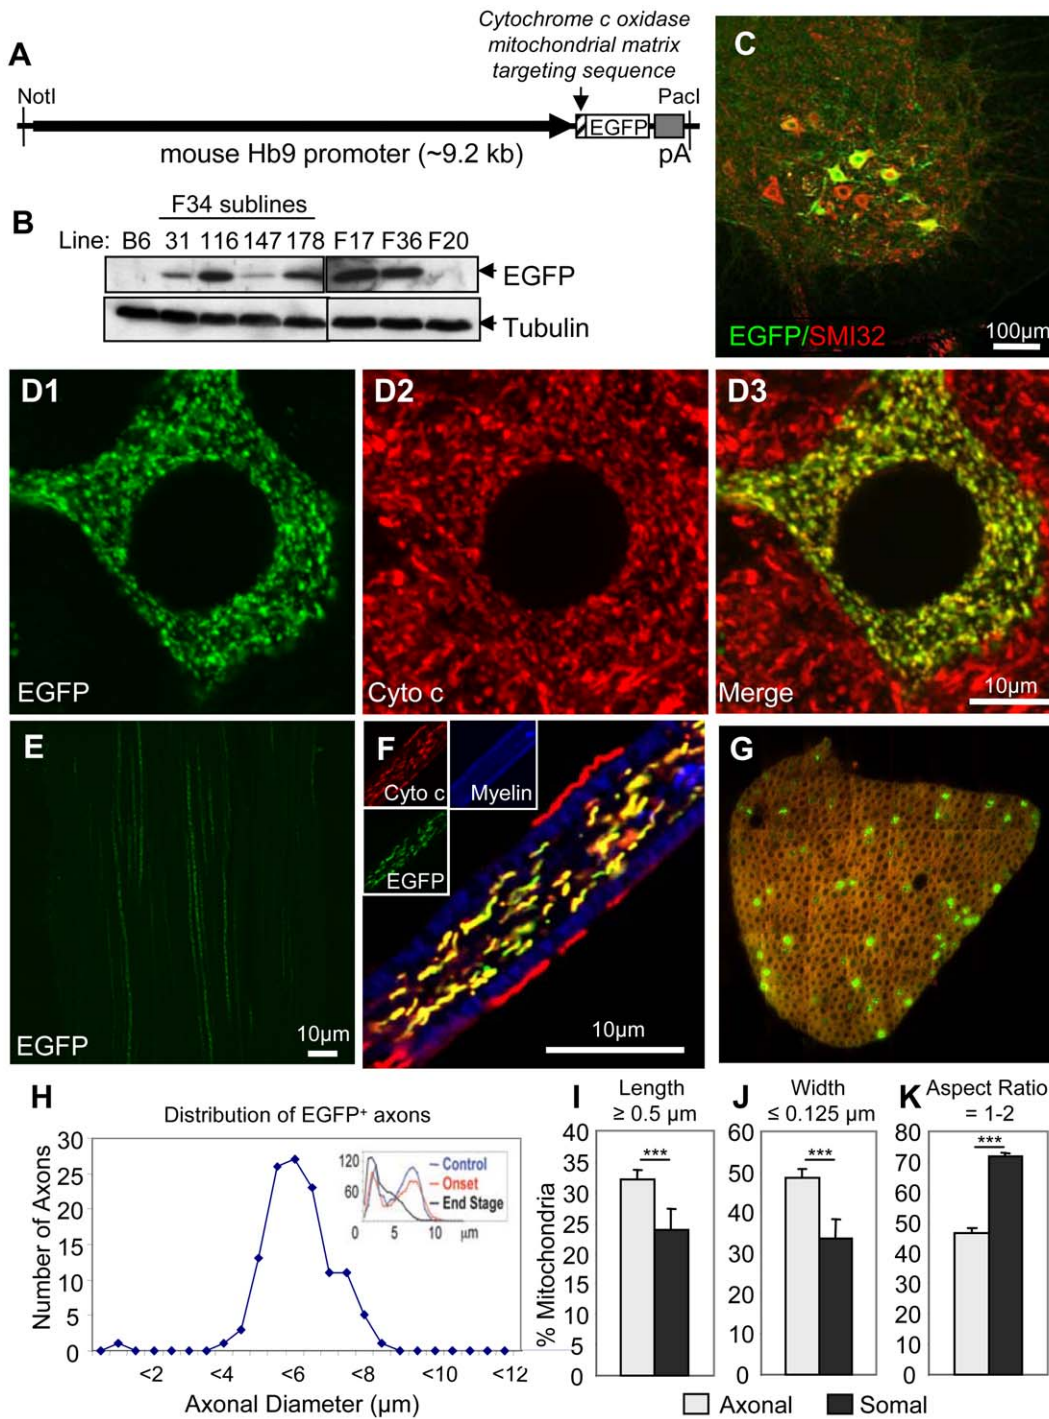 Cytochrome c oxidase
mitochondrial matrix
targeting sequence
A
NotI
PacI
EGFP
mouse Hb9 promoter (~9.2 kb)
pA
B
F34 sublines
Line: B6 31 116 147 178 F17 F36 F20
EGFP
Tubulin
C
EGFP/SMI32
100µm
D1
EGFP
D2
Cyto c
D3
Merge
10µm
E
EGFP
10µm
F
Cyto c
Myelin
EGFP
10µm
G
H
Distribution of EGFP+ axons
Number of Axons
30
25
20
15
10
5
0
<2 <4 <6 <8 <10 <12
Axonal Diameter (µm)
120
60
0 5 10 µm
Control
Onset
End Stage
I
Length
≥ 0.5 µm
% Mitochondria
40
35
30
25
20
15
10
5
0
***
J
Width
≤ 0.125 µm
60
50
40
30
20
10
0
***
K
Aspect Ratio
= 1-2
80
70
60
50
40
30
20
10
0
***
Axonal Somal